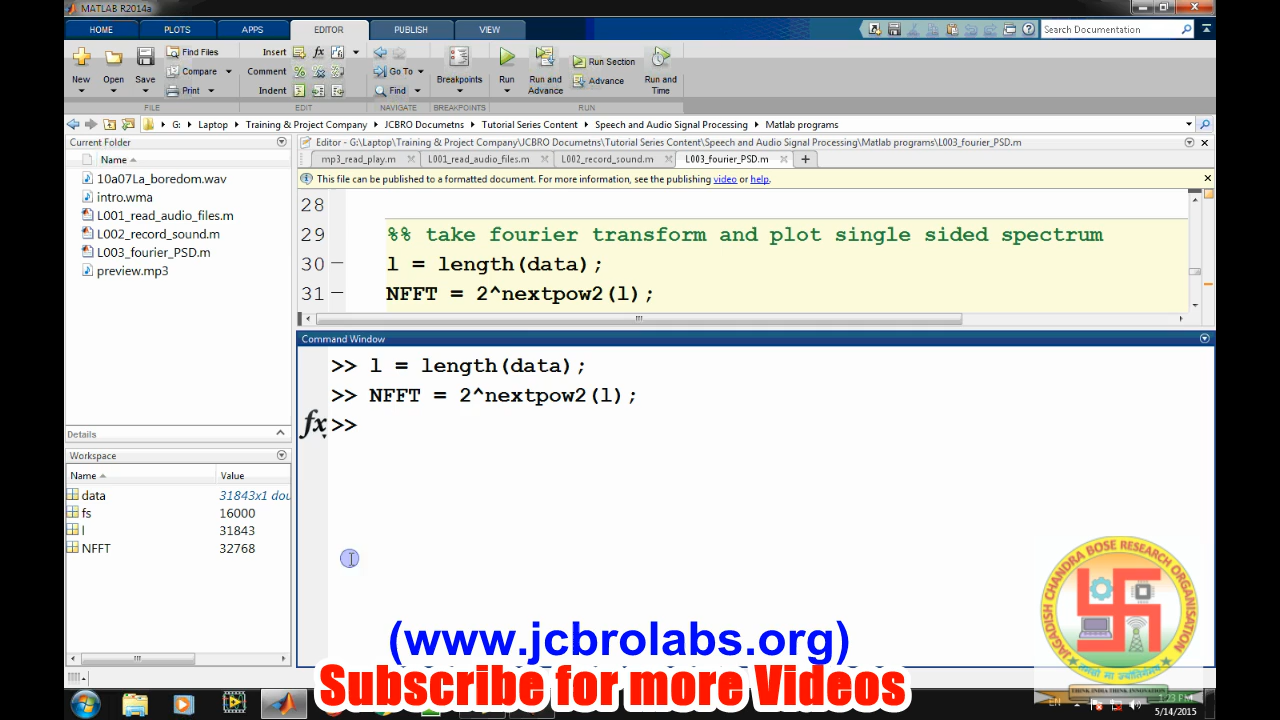 MATLAB R2014a
HOME PLOTS APPS EDITOR PUBLISH VIEW
Search Documentation
New Open Save
Find Files
Compare
Print
Insert fx
Comment
Indent
Go To
Find
Breakpoints
Run
Run and Advance
Run Section
Advance
Run and Time
FILE EDIT NAVIGATE BREAKPOINTS RUN
G: Laptop Training & Project Company JCBRO Documetns Tutorial Series Content Speech and Audio Signal Processing Matlab programs
Current Folder
Name
10a07La_boredom.wav
intro.wma
L001_read_audio_files.m
L002_record_sound.m
L003_fourier_PSD.m
preview.mp3
Details
Workspace
Name Value
data 31843x1 dou
fs 16000
l 31843
NFFT 32768
Editor - G:\Laptop\Training & Project Company\JCBRO Documetns\Tutorial Series Content\Speech and Audio Signal Processing\Matlab programs\L003_fourier_PSD.m
mp3_read_play.m L001_read_audio_files.m L002_record_sound.m L003_fourier_PSD.m
This file can be published to a formatted document. For more information, see the publishing video or help.
28
29 %% take fourier transform and plot single sided spectrum
30 l = length(data);
31 NFFT = 2^nextpow2(l);
Command Window
>> l = length(data);
>> NFFT = 2^nextpow2(l);
fx >>
JAGADISH CHANDRA BOSE RESEARCH ORGANISATION
THINK INDIA THINK INNOVATION
(www.jcbrolabs.org)
Subscribe for more Videos
EN
1:23 PM
5/14/2015